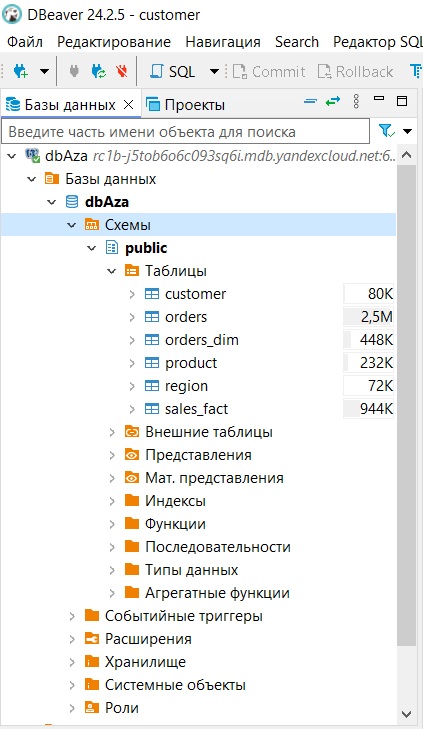 DBeaver 24.2.5 - customer
Файл Редактирование Навигация Search Редактор SQL
SQL Commit Rollback T
Базы данных Проекты
Введите часть имени объекта для поиска
dbAza rc1b-j5tob6o6c093sq6i.mdb.yandexcloud.net:6...
Базы данных
dbAza
Схемы
public
Таблицы
customer 80K
orders 2,5M
orders_dim 448K
product 232K
region 72K
sales_fact 944K
Внешние таблицы
Представления
Мат. представления
Индексы
Функции
Последовательности
Типы данных
Агрегатные функции
Событийные триггеры
Расширения
Хранилище
Системные объекты
Роли